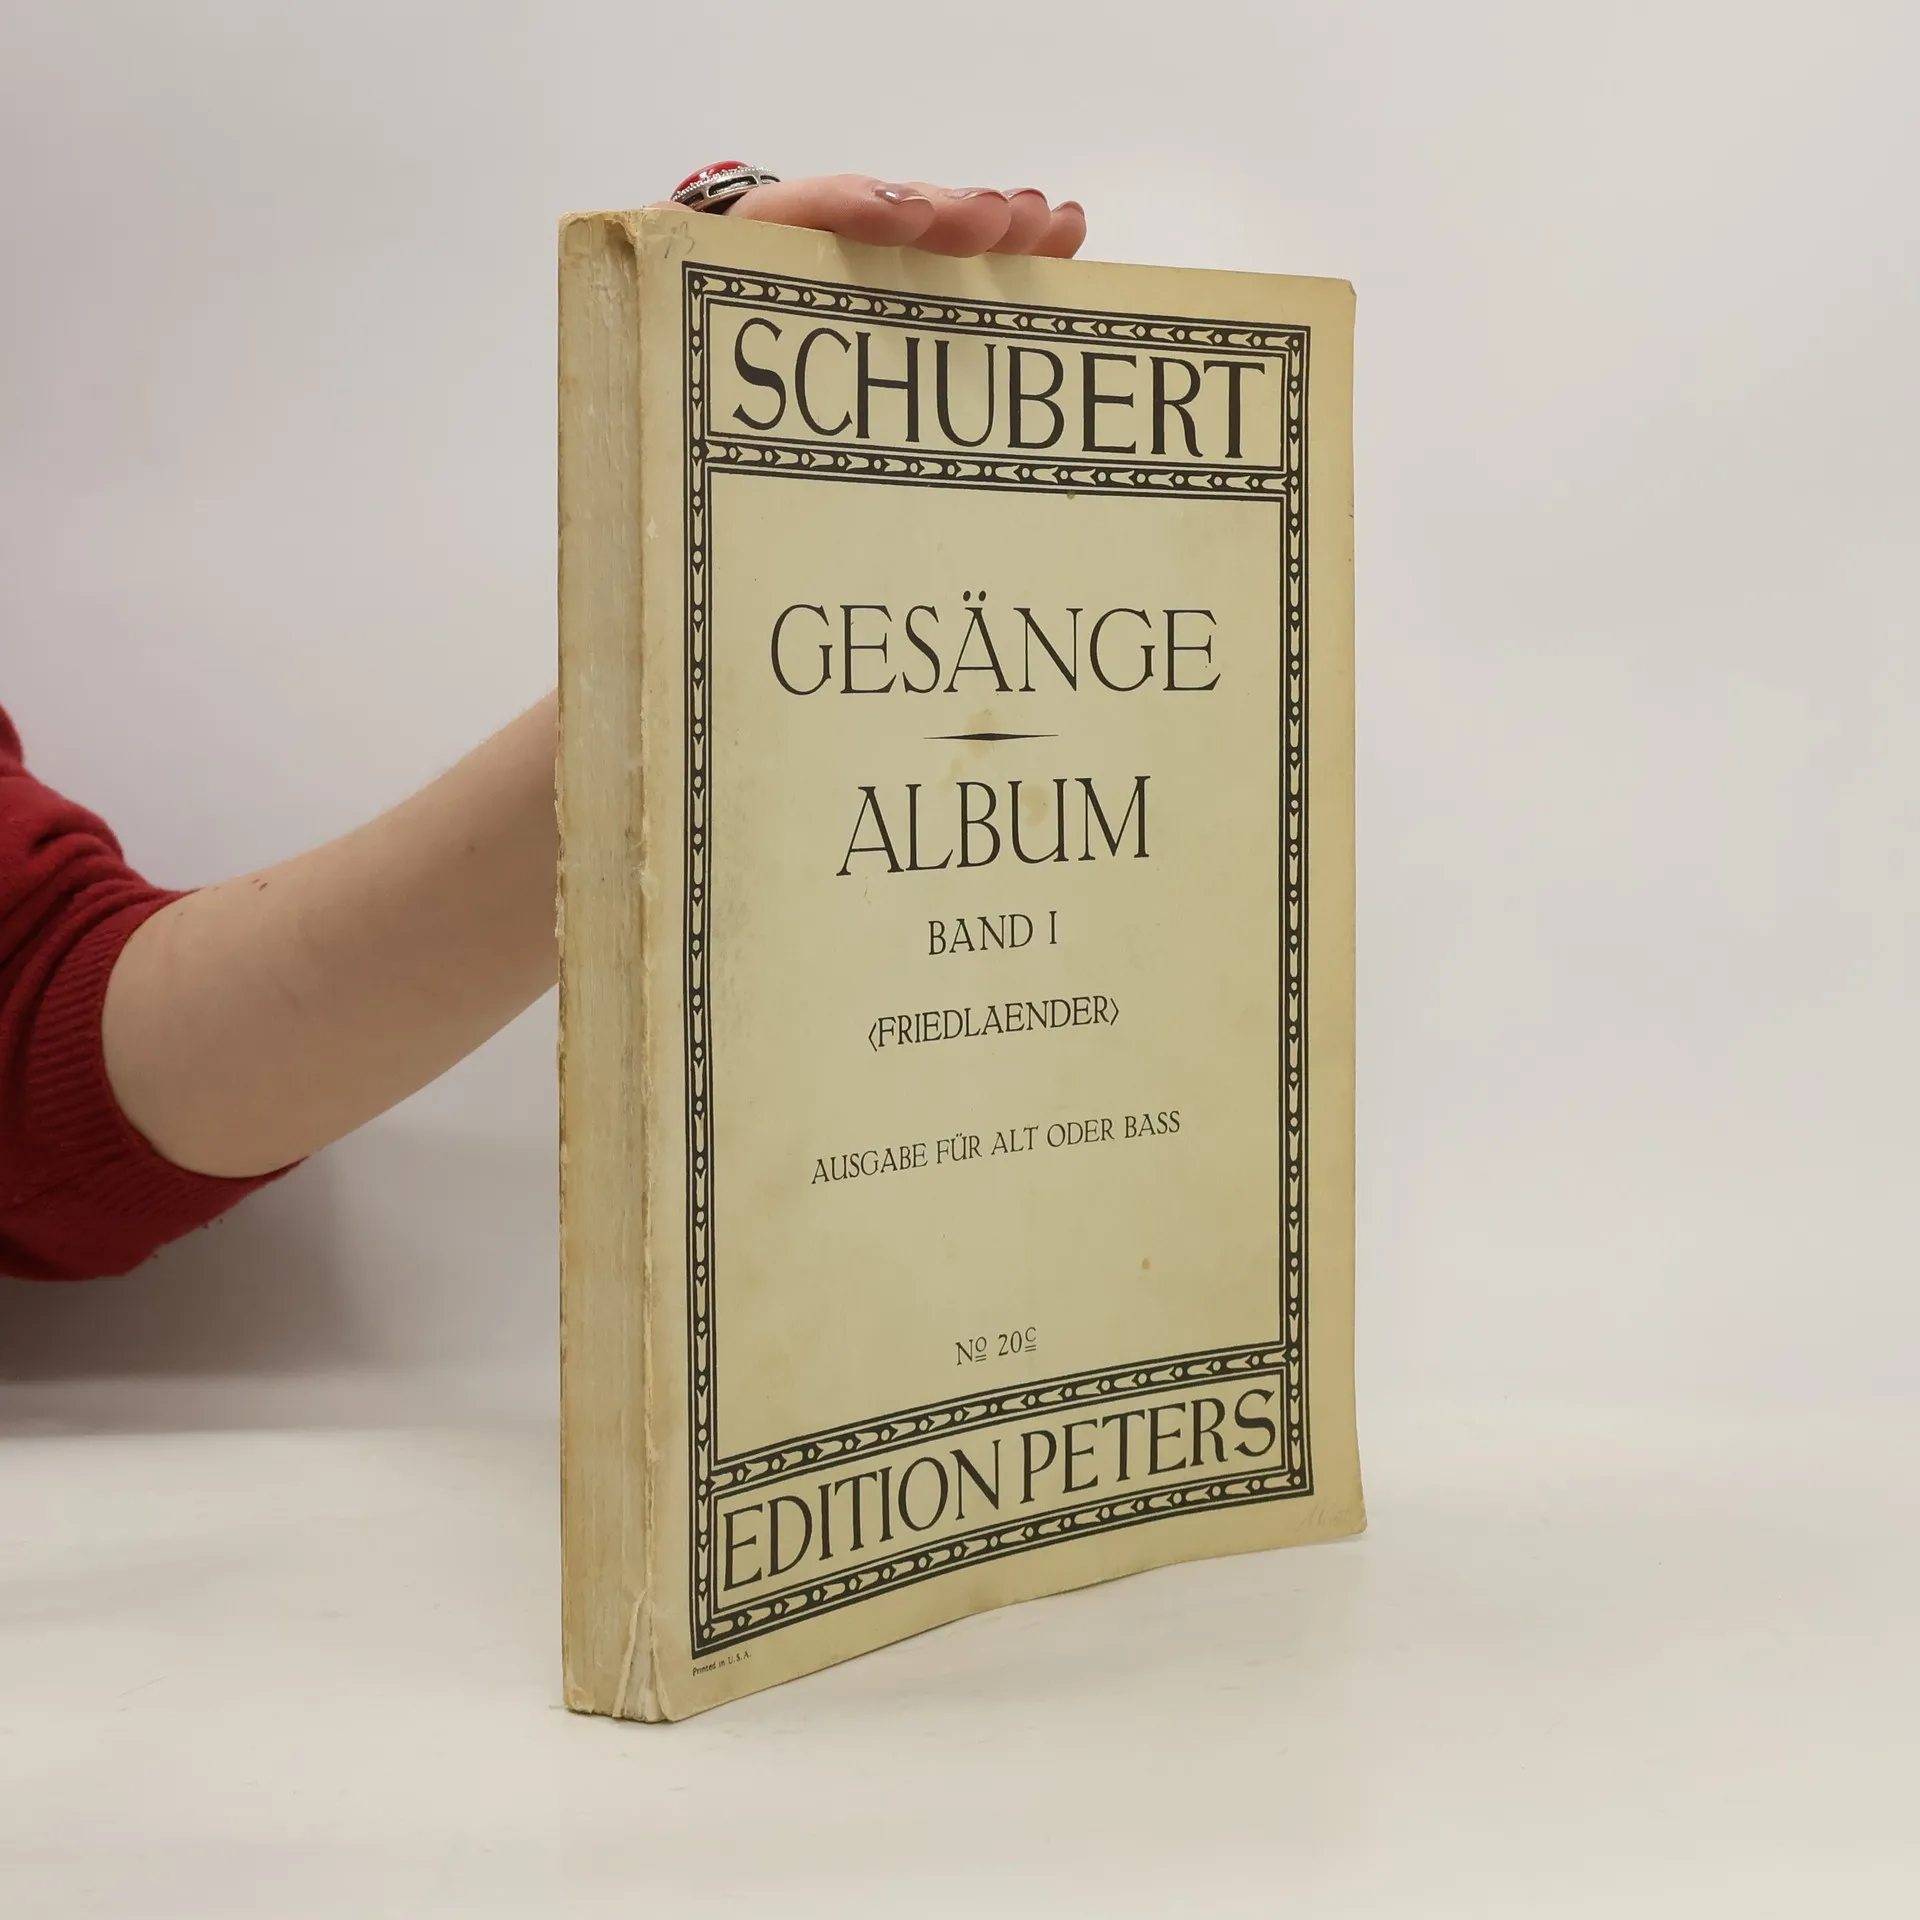 SCHUBERT
GESÄNGE
ALBUM
BAND I
〈FRIEDLAENDER〉
AUSGABE FÜR ALT ODER BASS
Nº 20ᶜ
EDITION PETERS
Printed in U.S.A.